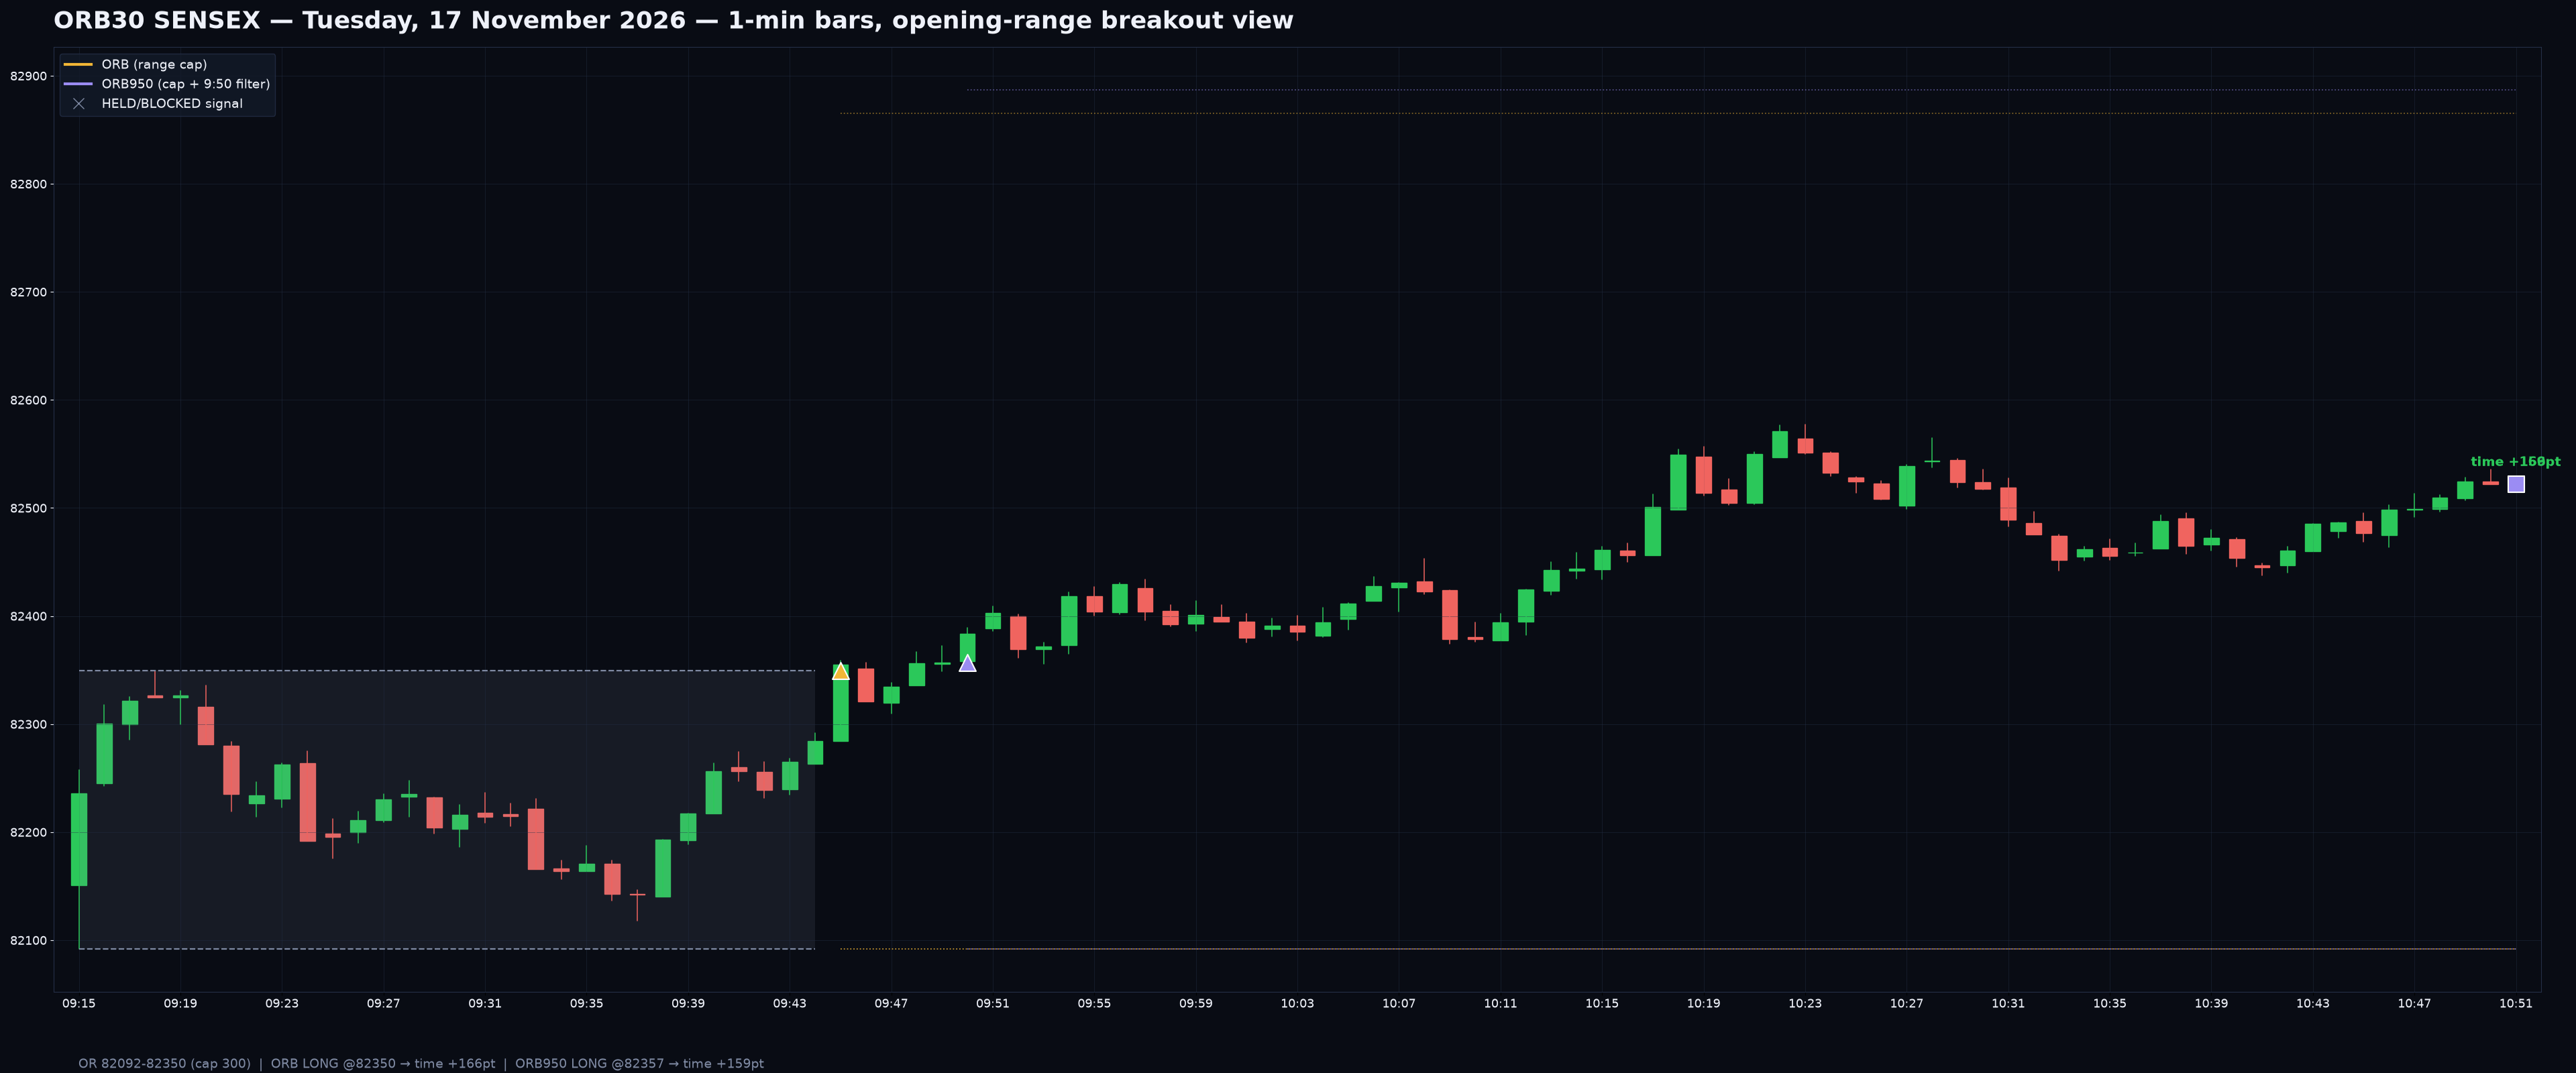 ORB30 SENSEX — Tuesday, 17 November 2026 — 1-min bars, opening-range breakout view
ORB (range cap)
ORB950 (cap + 9:50 filter)
HELD/BLOCKED signal
82900
82800
82700
82600
82500
82400
82300
82200
82100
time +159pt
09:15 09:19 09:23 09:27 09:31 09:35 09:39 09:43 09:47 09:51 09:55 09:59 10:03 10:07 10:11 10:15 10:19 10:23 10:27 10:31 10:35 10:39 10:43 10:47 10:51
OR 82092-82350 (cap 300) | ORB LONG @82350 → time +166pt | ORB950 LONG @82357 → time +159pt